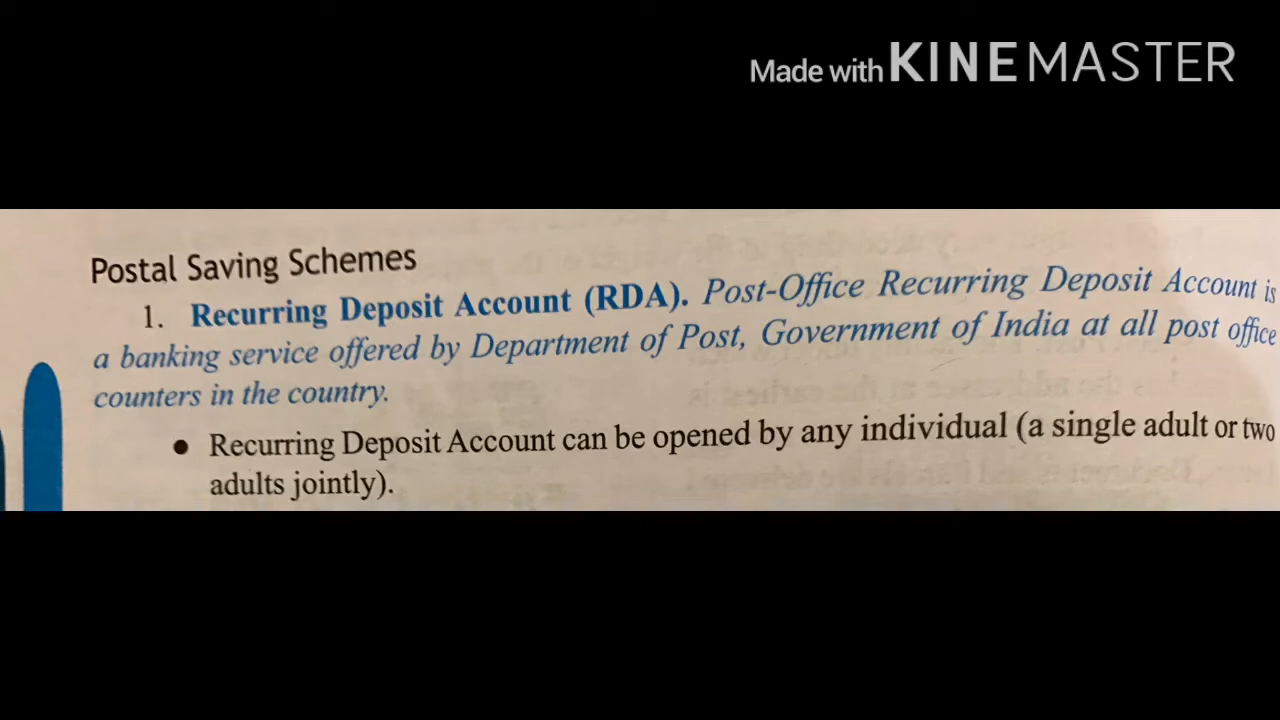 Made with KINEMASTER
Postal Saving Schemes
1. Recurring Deposit Account (RDA). Post-Office Recurring Deposit Account is
a banking service offered by Department of Post, Government of India at all post office
counters in the country.
• Recurring Deposit Account can be opened by any individual (a single adult or two
adults jointly).